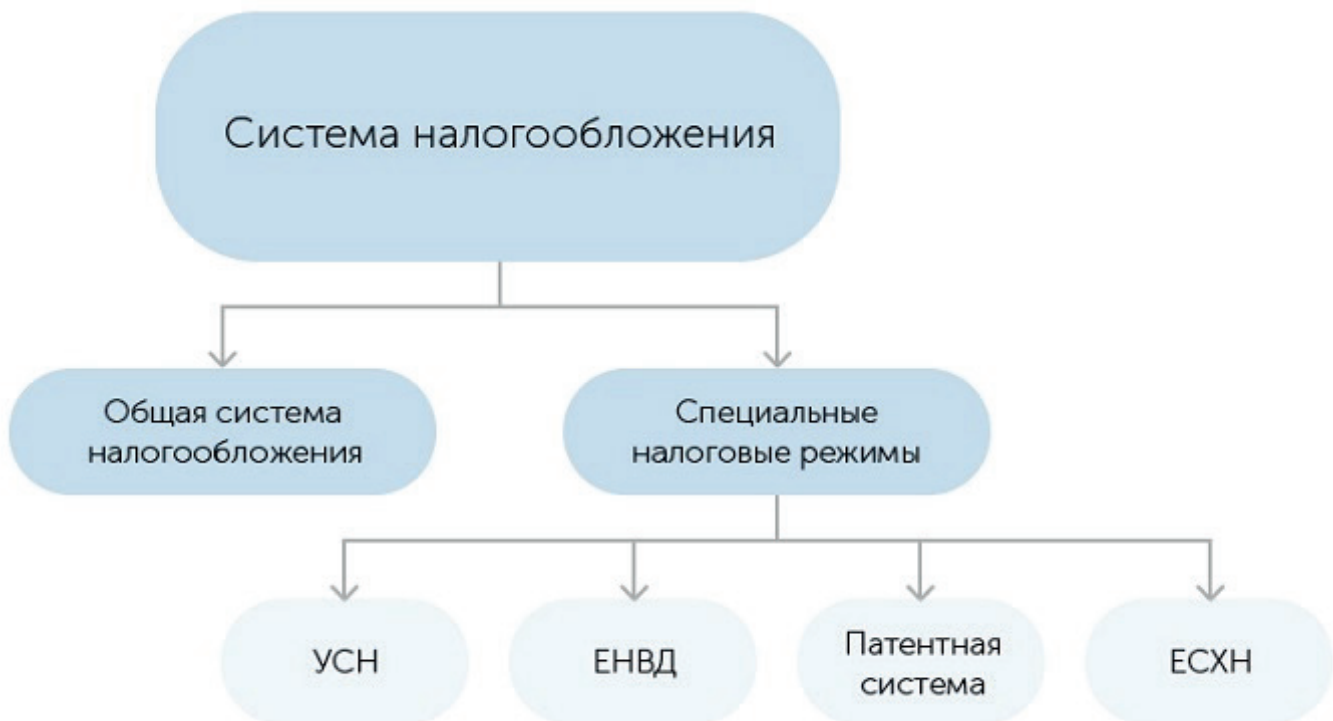 Система налогообложения
Общая система
налогообложения
Специальные
налоговые режимы
УСН
ЕНВД
Патентная
система
ЕСХН